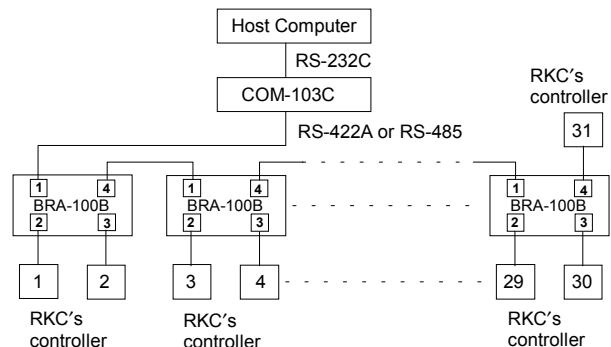 Host Computer
RS-232C
COM-103C
RS-422A or RS-485
RKC′s
controller
31
1 4
BRA-100B
2 3
1 4
BRA-100B
2 3
1 4
BRA-100B
2 3
1 2 3 4 29 30
RKC′s
controller
RKC′s
controller
RKC′s
controller